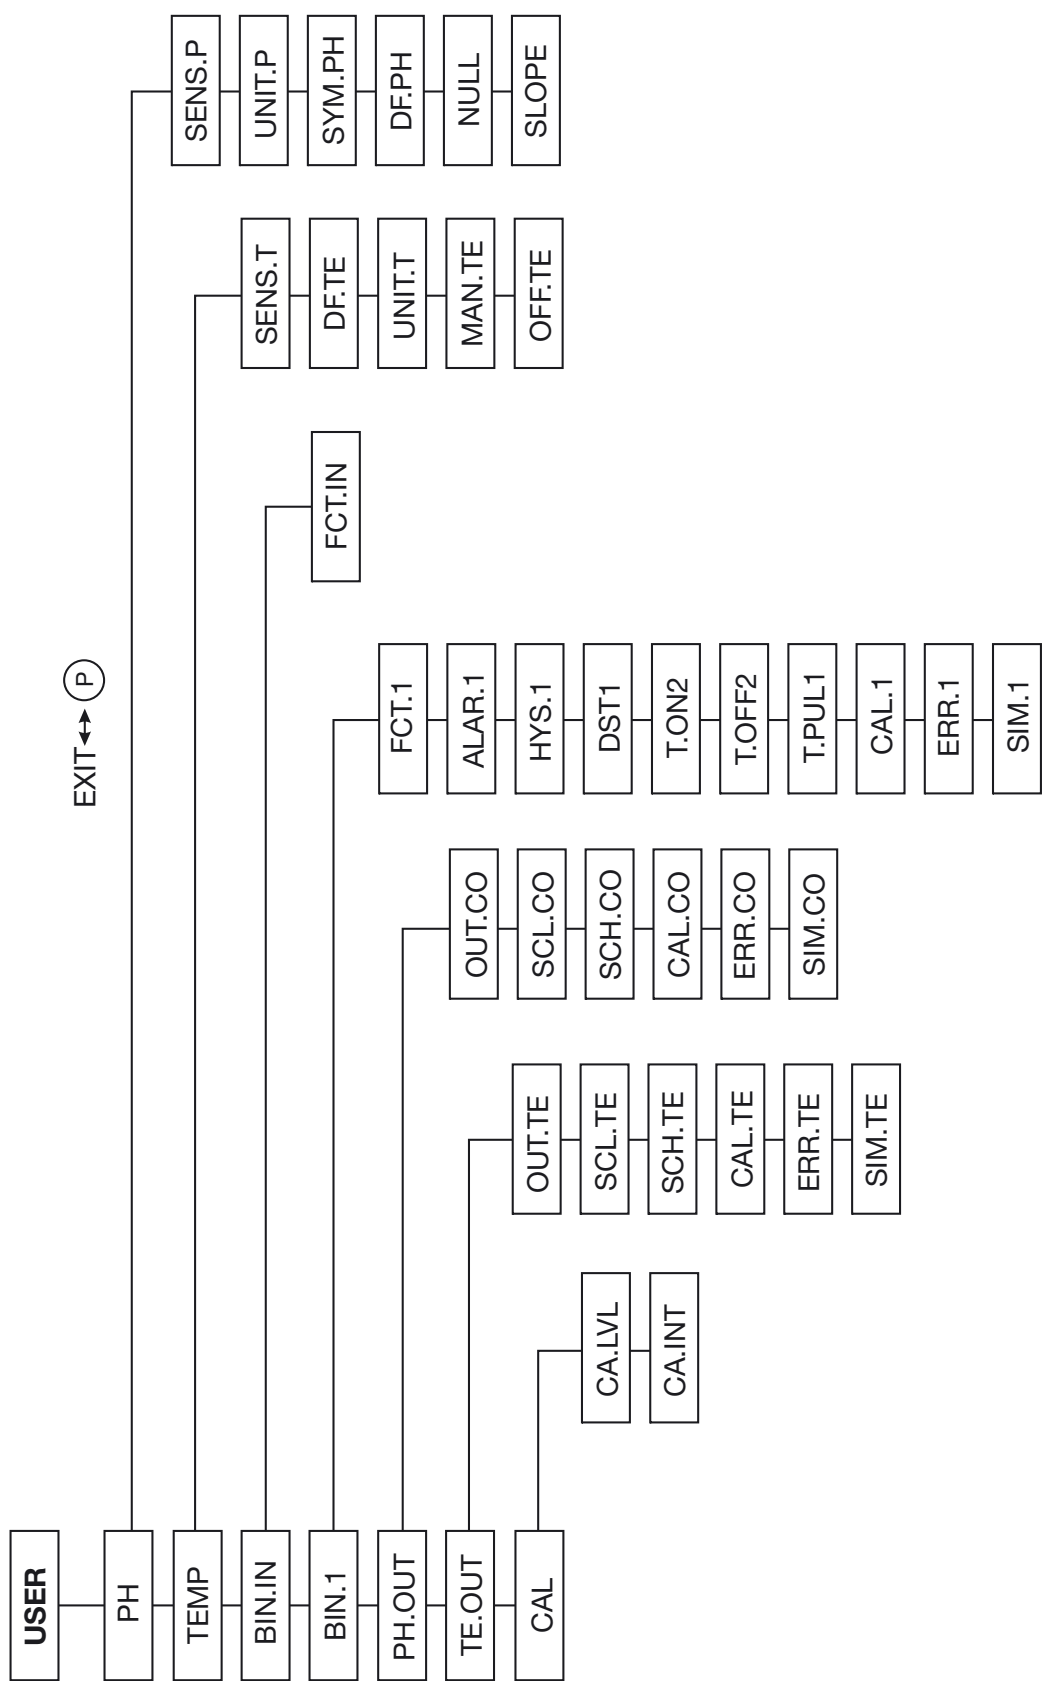 USER
EXIT
P
PH
SENS.P
UNIT.P
SYM.PH
DF.PH
NULL
SLOPE
TEMP
SENS.T
DF.TE
UNIT.T
MAN.TE
OFF.TE
BIN.IN
FCT.IN
BIN.1
FCT.1
ALAR.1
HYS.1
DST1
T.ON2
T.OFF2
T.PUL1
CAL.1
ERR.1
SIM.1
PH.OUT
OUT.CO
SCL.CO
SCH.CO
CAL.CO
ERR.CO
SIM.CO
TE.OUT
OUT.TE
SCL.TE
SCH.TE
CAL.TE
ERR.TE
SIM.TE
CAL
CA.LVL
CA.INT